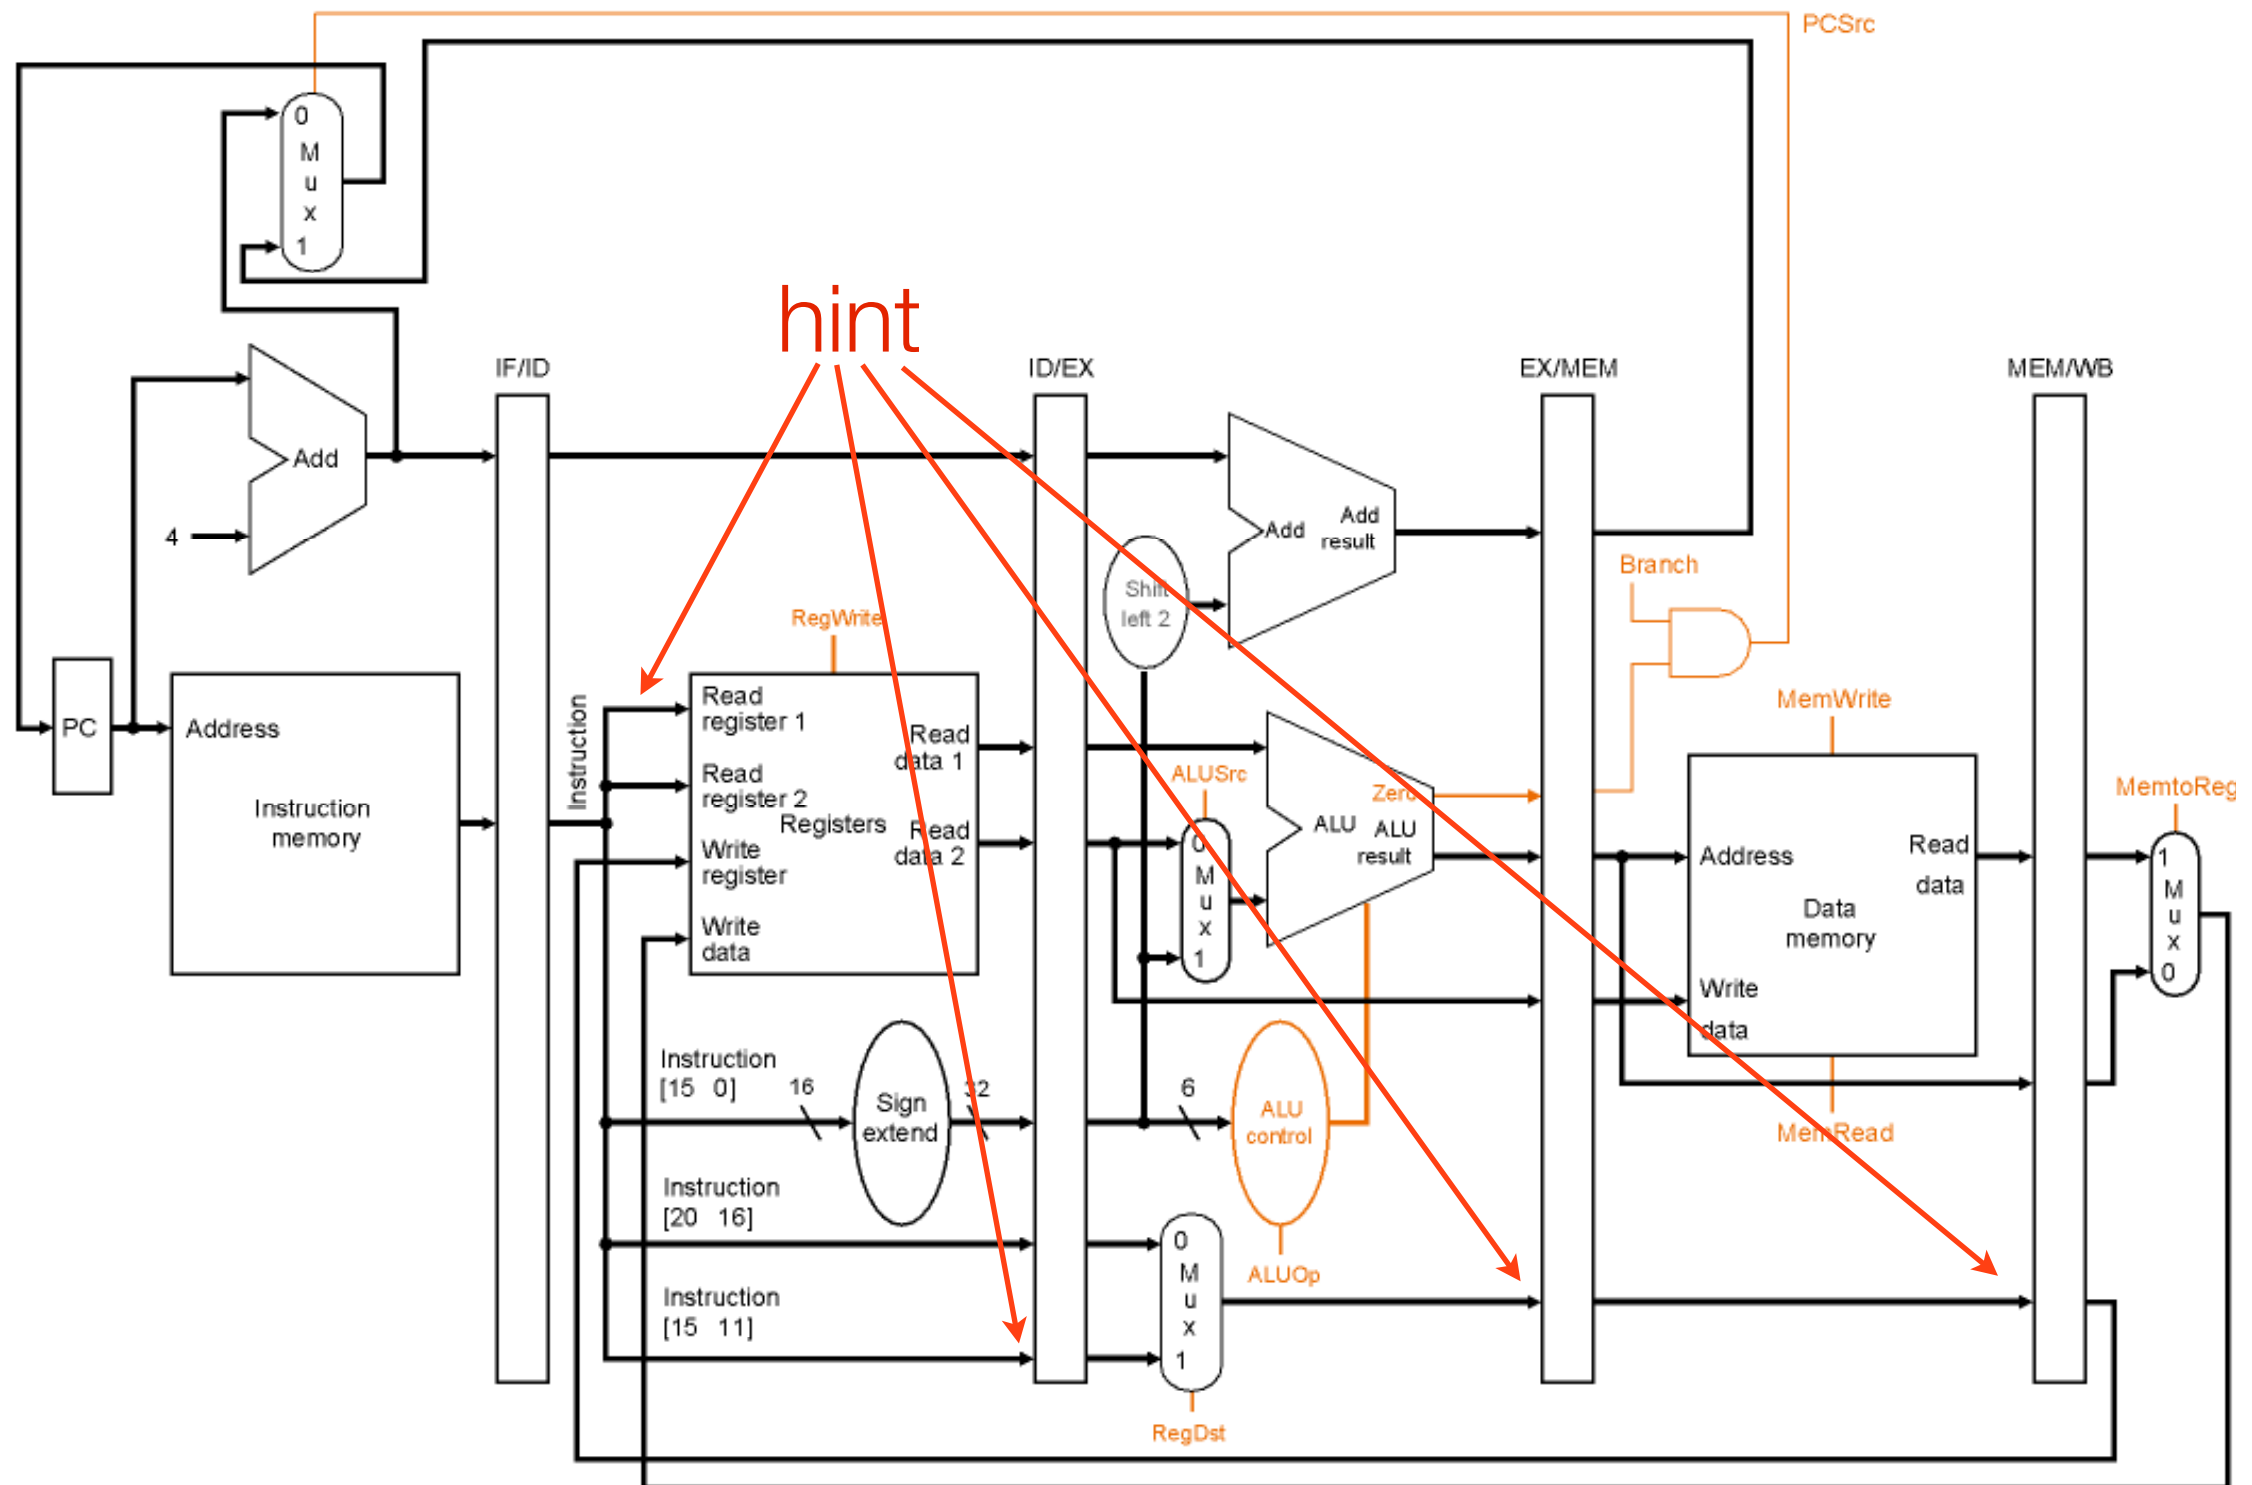 PCSrc
0
M
u
x
1
hint
IF/ID
ID/EX
EX/MEM
MEM/WB
Add
4
Add
Add
result
Shift
left 2
Branch
RegWrite
PC
Address
Instruction
memory
Instruction
Read
register 1
Read
register 2
Write
register
Write
data
Registers
Read
data 1
Read
data 2
ALUSrc
0
M
u
x
1
Zero
ALU
ALU
result
MemWrite
Address
Read
data
Data
memory
Write
data
MemRead
MemtoReg
1
M
u
x
0
Instruction
[15 0]
16
Sign
extend
32
6
ALU
control
ALUOp
Instruction
[20 16]
Instruction
[15 11]
0
M
u
x
1
RegDst